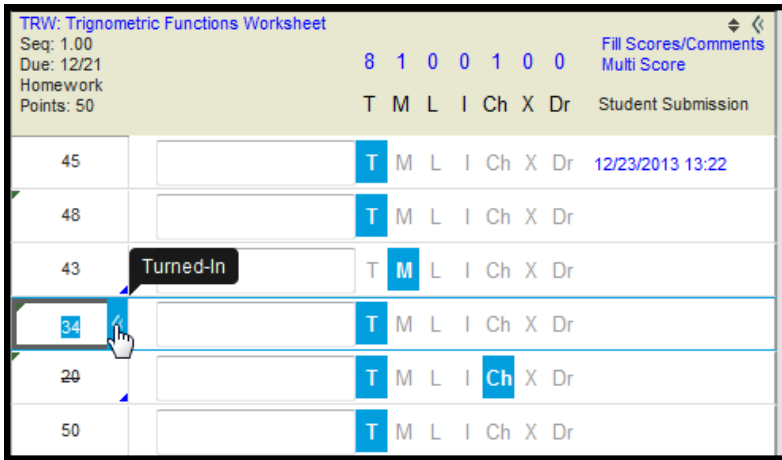 TRW: Trignometric Functions Worksheet
Seq: 1.00
Due: 12/21
Homework
Points: 50
8 1 0 0 1 0 0
T M L I Ch X Dr
Fill Scores/Comments
Multi Score
Student Submission
45 T M L I Ch X Dr 12/23/2013 13:22
48 T M L I Ch X Dr
43 Turned-In T M L I Ch X Dr
34 T M L I Ch X Dr
20 T M L I Ch X Dr
50 T M L I Ch X Dr